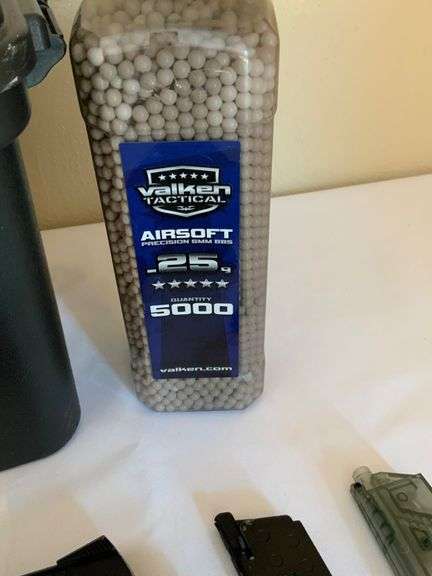 valken
TACTICAL
AIRSOFT
PRECISION 6MM BBS
.25g
QUANTITY
5000
valken.com